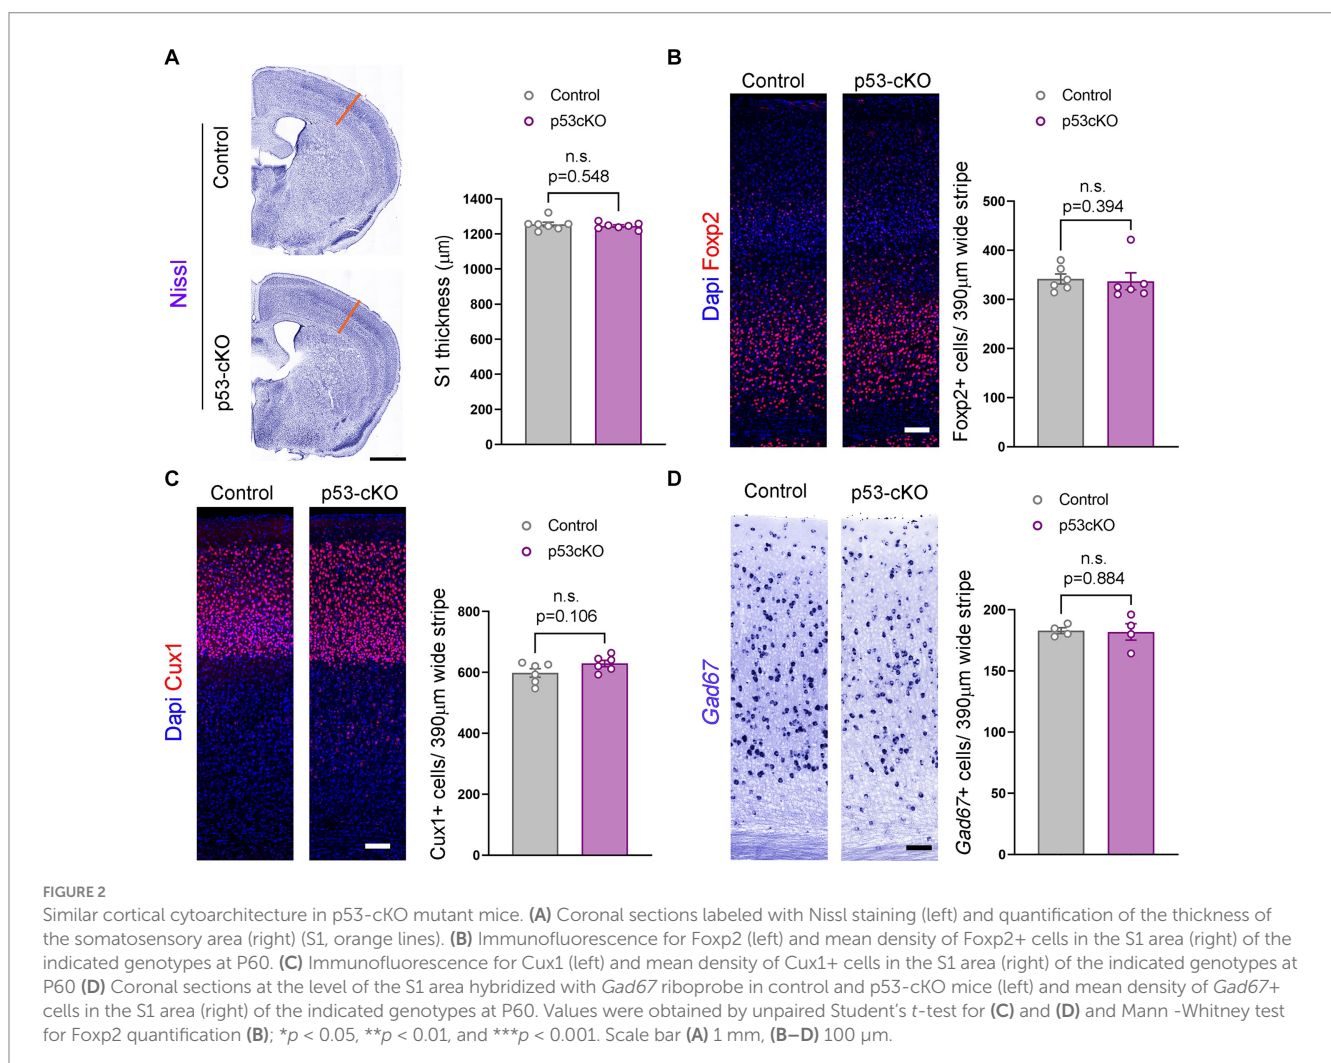 A
Control
p53-cKO
Nissl
Control
p53cKO
n.s.
p=0.548
1400
1200
1000
800
600
400
200
0
S1 thickness (μm)
B
Control
p53-cKO
Dapi Foxp2
Control
p53cKO
n.s.
p=0.394
500
400
300
200
100
0
Foxp2+ cells/ 390μm wide stripe
C
Control
p53-cKO
Dapi Cux1
Control
p53cKO
n.s.
p=0.106
800
600
400
200
0
Cux1+ cells/ 390μm wide stripe
D
Control
p53-cKO
Gad67
Control
p53cKO
n.s.
p=0.884
200
150
100
50
0
Gad67+ cells/ 390μm wide stripe
FIGURE 2
Similar cortical cytoarchitecture in p53-cKO mutant mice. (A) Coronal sections labeled with Nissl staining (left) and quantification of the thickness of
the somatosensory area (right) (S1, orange lines). (B) Immunofluorescence for Foxp2 (left) and mean density of Foxp2+ cells in the S1 area (right) of the
indicated genotypes at P60. (C) Immunofluorescence for Cux1 (left) and mean density of Cux1+ cells in the S1 area (right) of the indicated genotypes at
P60 (D) Coronal sections at the level of the S1 area hybridized with Gad67 riboprobe in control and p53-cKO mice (left) and mean density of Gad67+
cells in the S1 area (right) of the indicated genotypes at P60. Values were obtained by unpaired Student's t-test for (C) and (D) and Mann -Whitney test
for Foxp2 quantification (B); *p < 0.05, **p < 0.01, and ***p < 0.001. Scale bar (A) 1 mm, (B–D) 100 μm.